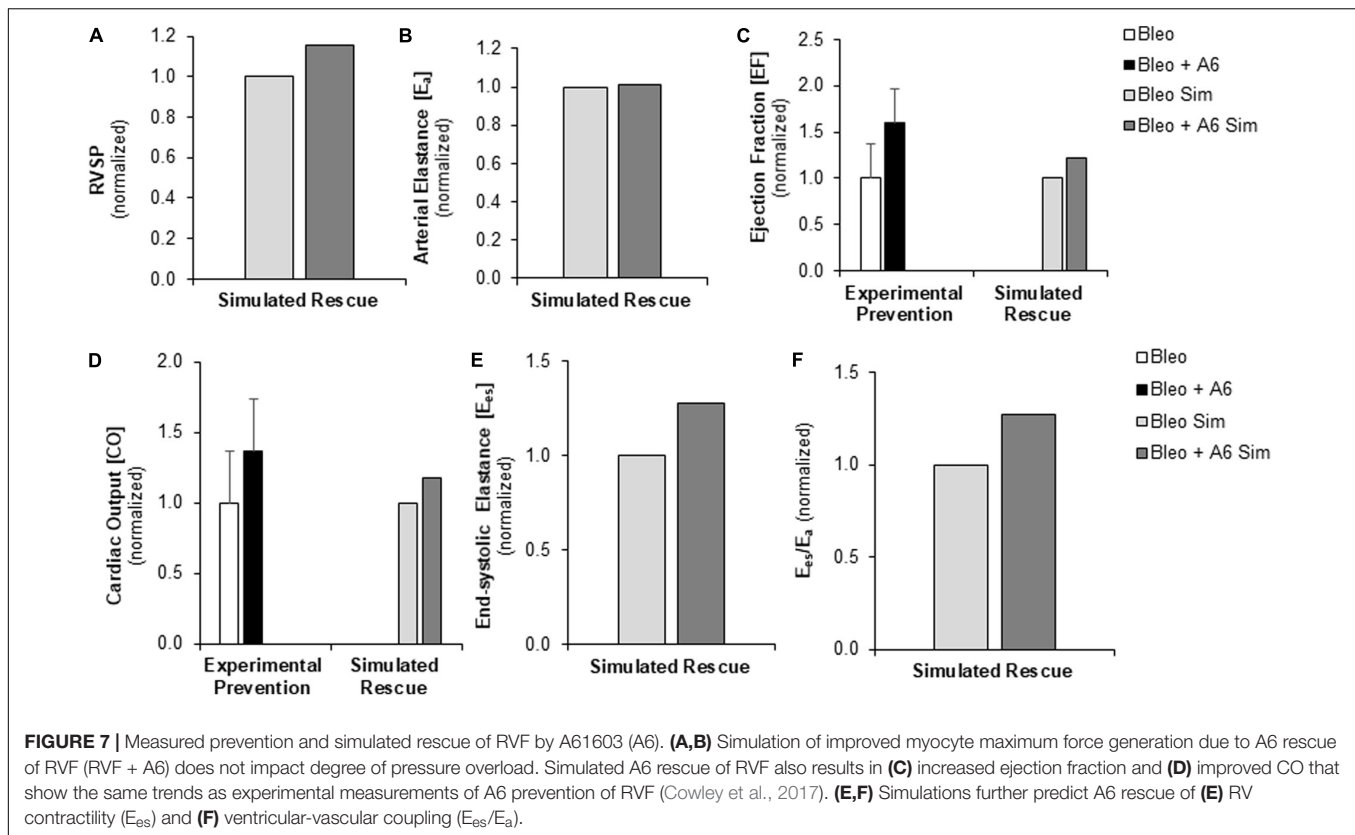 A
RVSP
(normalized)
1.2
1.0
0.8
0.6
0.4
0.2
0.0
Simulated Rescue
B
Arterial Elastance [Ea]
(normalized)
1.2
1.0
0.8
0.6
0.4
0.2
0.0
Simulated Rescue
C
Ejection Fraction [EF]
(normalized)
2.5
2.0
1.5
1.0
0.5
0.0
Experimental
Prevention
Simulated
Rescue
Bleo
Bleo + A6
Bleo Sim
Bleo + A6 Sim
D
Cardiac Output [CO]
(normalized)
2.0
1.5
1.0
0.5
0.0
Experimental
Prevention
Simulated
Rescue
E
End-systolic Elastance [Ees]
(normalized)
1.5
1.0
0.5
0.0
Simulated Rescue
F
Ees/Ea (normalized)
1.5
1.0
0.5
0.0
Simulated Rescue
Bleo
Bleo + A6
Bleo Sim
Bleo + A6 Sim
FIGURE 7 | Measured prevention and simulated rescue of RVF by A61603 (A6). (A,B) Simulation of improved myocyte maximum force generation due to A6 rescue
of RVF (RVF + A6) does not impact degree of pressure overload. Simulated A6 rescue of RVF also results in (C) increased ejection fraction and (D) improved CO that
show the same trends as experimental measurements of A6 prevention of RVF (Cowley et al., 2017). (E,F) Simulations further predict A6 rescue of (E) RV
contractility (Ees) and (F) ventricular-vascular coupling (Ees/Ea).